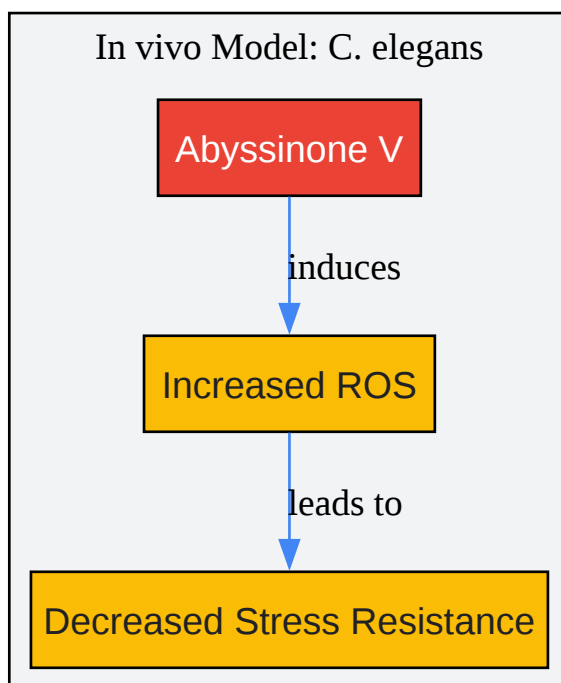 In vivo Model: C. elegans
Abyssinone V
induces
Increased ROS
leads to
Decreased Stress Resistance